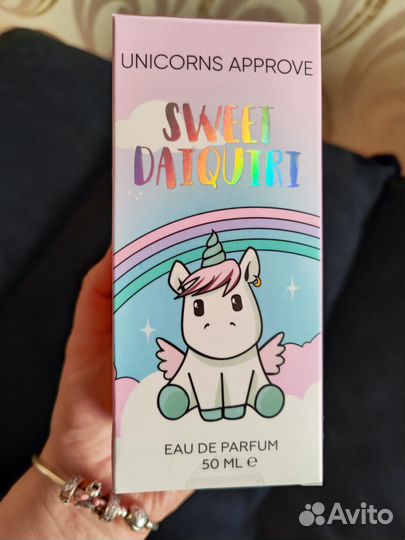 UNICORNS APPROVE
SWEET
DAIQUIRI
EAU DE PARFUM
50 ML ℮
Avito